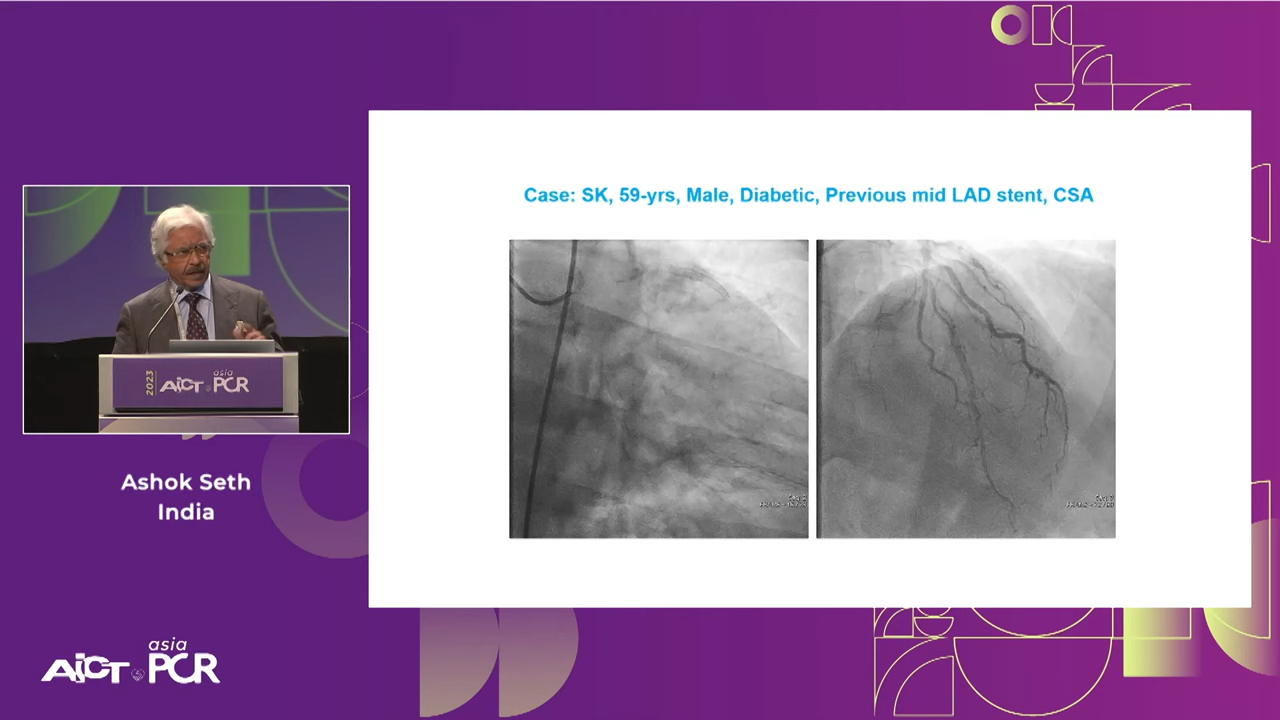 Case: SK, 59-yrs, Male, Diabetic, Previous mid LAD stent, CSA
2023 AICT asia PCR
Ashok Seth
India
asia
AICT PCR